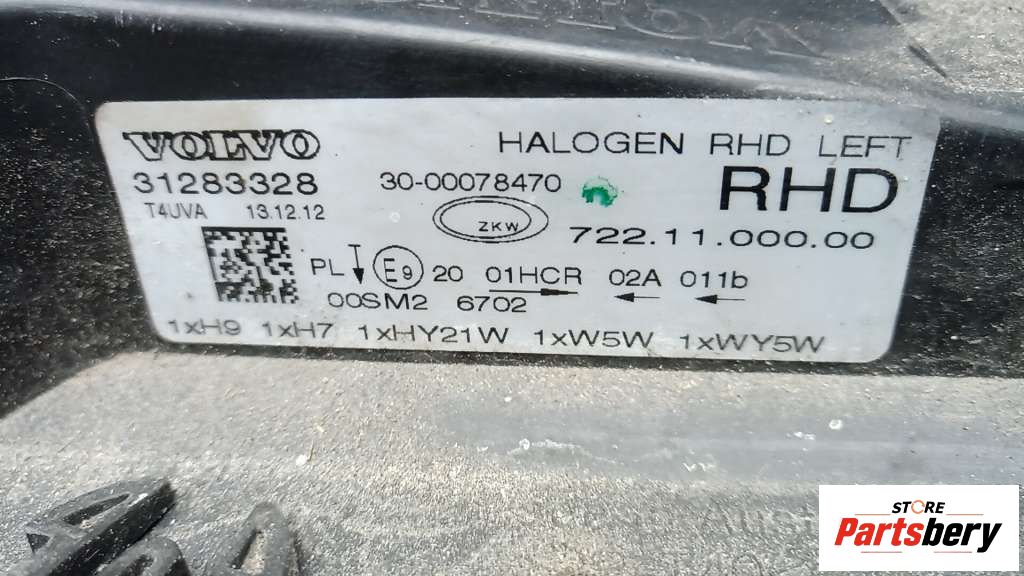 VOLVO
HALOGEN RHD LEFT
31283328
30-00078470
RHD
T4UVA 13.12.12
ZKW
722.11.000.00
PL E9 20 01HCR 02A 011b
00SM2 6702
1xH9 1xH7 1xHY21W 1xW5W 1xWY5W
STORE
Partsbery